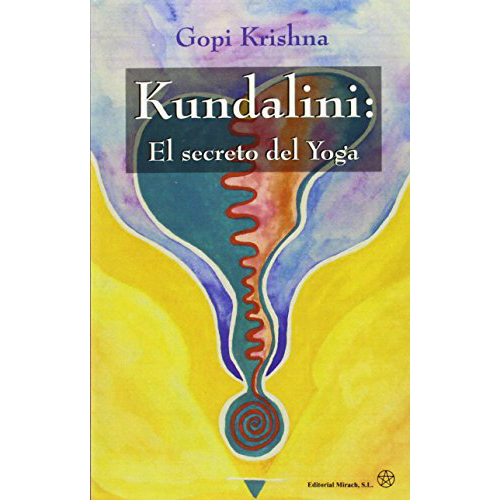 Gopi Krishna
Kundalini:
El secreto del Yoga
Editorial Mirach, S.L.